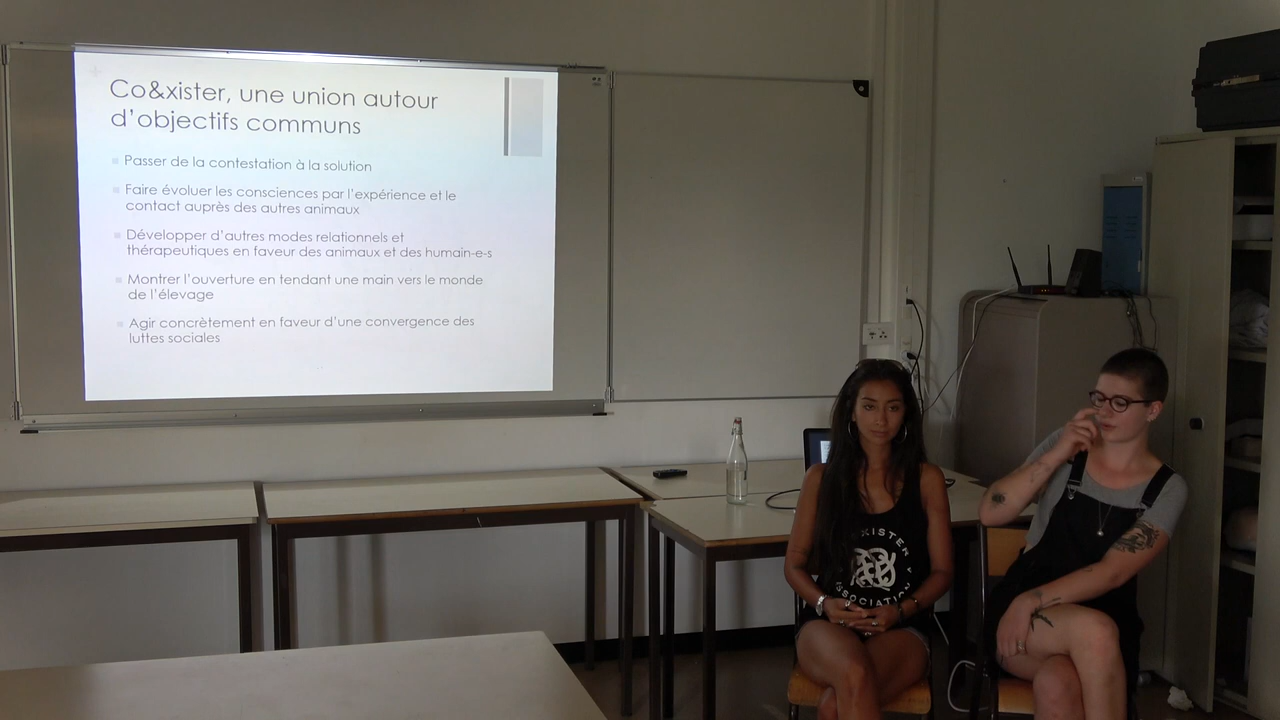 Co&xister, une union autour
d'objectifs communs
Passer de la contestation à la solution
Faire évoluer les consciences par l'expérience et le
contact auprès des autres animaux
Développer d'autres modes relationnels et
thérapeutiques en faveur des animaux et des humain-e-s
Montrer l'ouverture en tendant une main vers le monde
de l'élevage
Agir concrètement en faveur d'une convergence des
luttes sociales
XISTER
ASSOCIATION